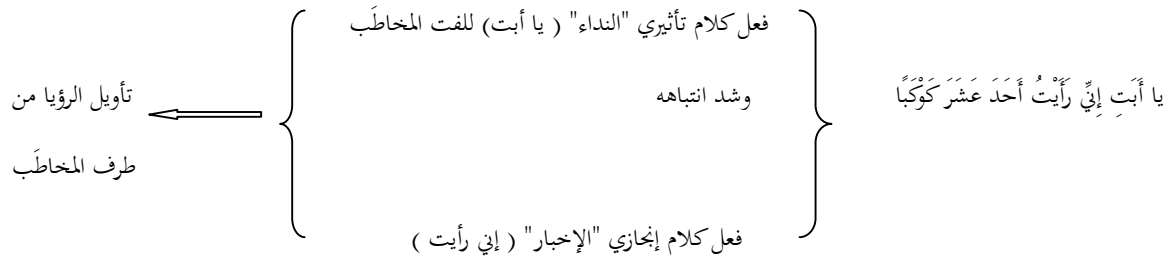 فعل كلام تأثيري "النداء" ( يا أبت) للفت المخاطَب
يا أَبَتِ إِنِّي رَأَيْتُ أَحَدَ عَشَرَ كَوْكَبًا
وشد انتباهه
تأويل الرؤيا من
طرف المخاطَب
فعل كلام إنجازي "الإخبار" ( إني رأيت )